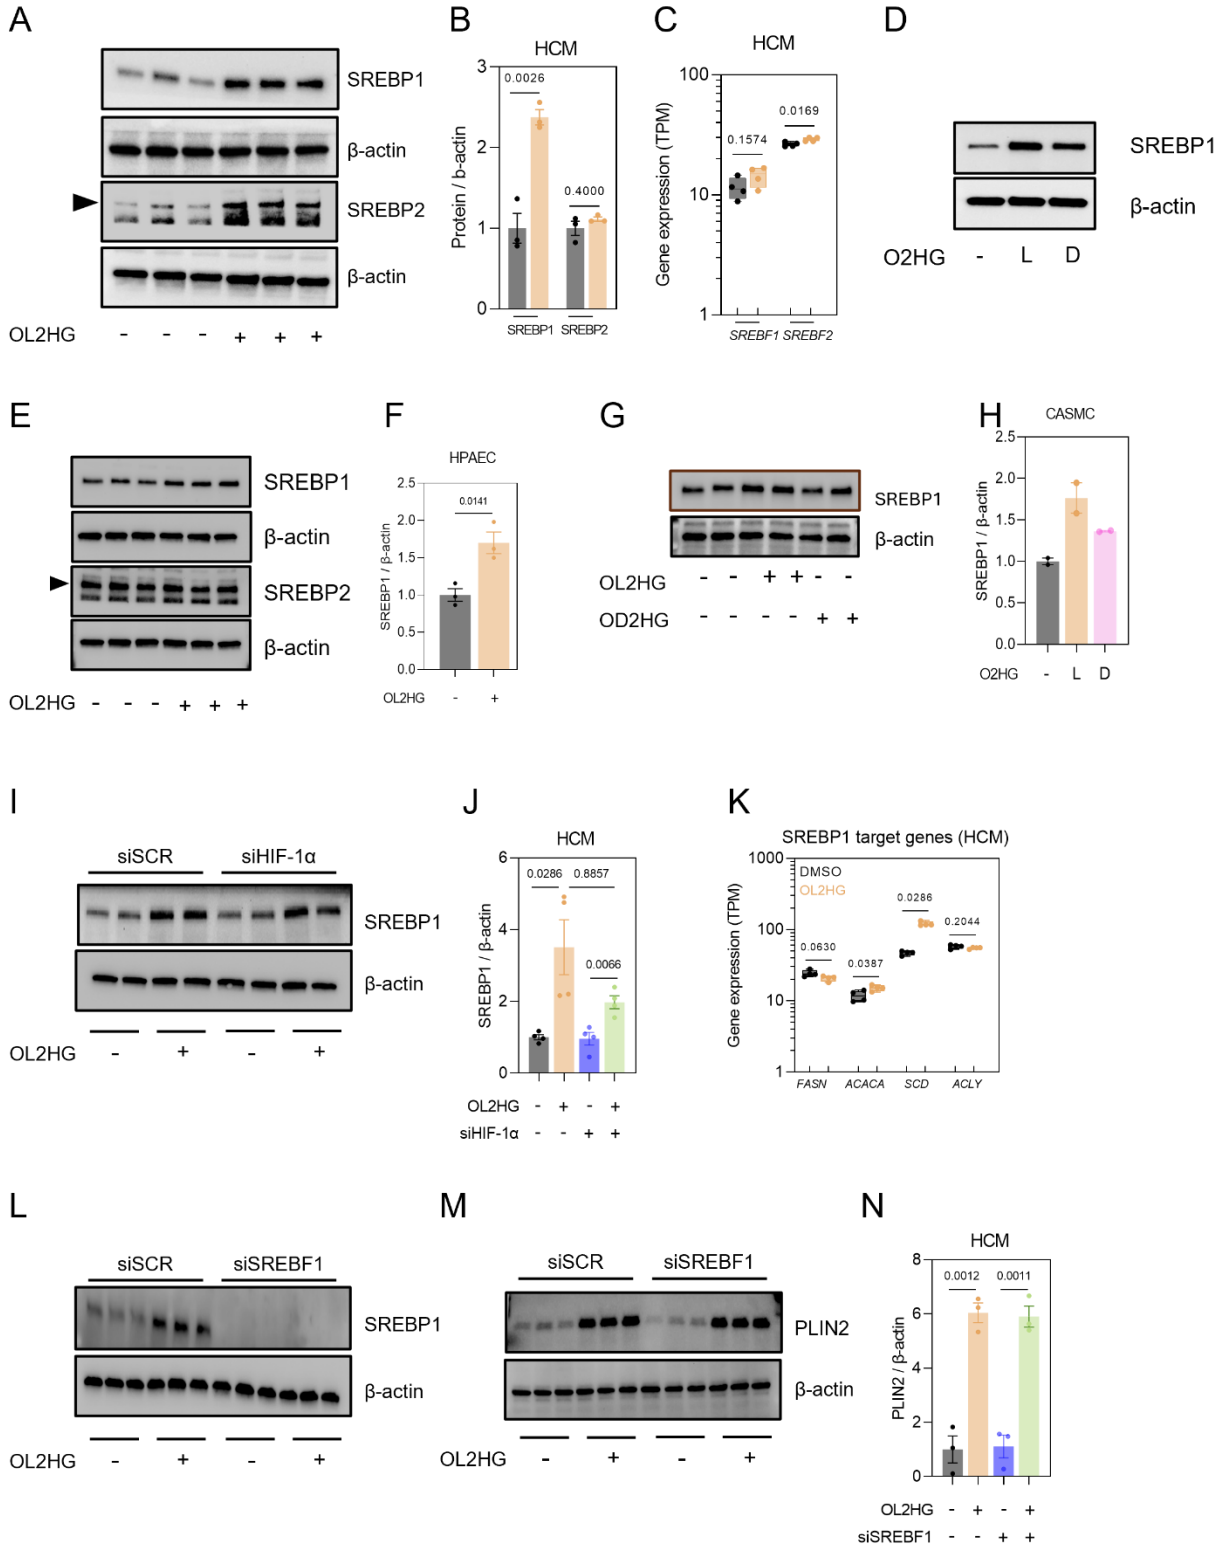 A
SREBP1
β-actin
SREBP2
β-actin
OL2HG - - - + + +
B
HCM
Protein / b-actin
3
2
1
0
0.0026
0.4000
SREBP1 SREBP2
C
HCM
Gene expression (TPM)
100
10
1
0.1574
0.0169
SREBF1 SREBF2
D
SREBP1
β-actin
O2HG - L D
E
SREBP1
β-actin
SREBP2
β-actin
OL2HG - - - + + +
F
HPAEC
SREBP1 / β-actin
2.5
2.0
1.5
1.0
0.5
0.0
0.0141
OL2HG - +
G
SREBP1
β-actin
OL2HG - - + + - -
OD2HG - - - - + +
H
CASMC
SREBP1 / β-actin
2.5
2.0
1.5
1.0
0.5
0.0
O2HG - L D
I
siSCR siHIF-1α
SREBP1
β-actin
OL2HG - + - +
J
HCM
SREBP1 / β-actin
6
4
2
0
0.0286
0.8857
0.0066
OL2HG - + - +
siHIF-1α - - + +
K
SREBP1 target genes (HCM)
Gene expression (TPM)
1000
100
10
1
DMSO
OL2HG
0.0630
0.0387
0.0286
0.2044
FASN ACACA SCD ACLY
L
siSCR siSREBF1
SREBP1
β-actin
OL2HG - + - +
M
siSCR siSREBF1
PLIN2
β-actin
OL2HG - + - +
N
HCM
PLIN2 / β-actin
8
6
4
2
0
0.0012
0.0011
OL2HG - + - +
siSREBF1 - - + +